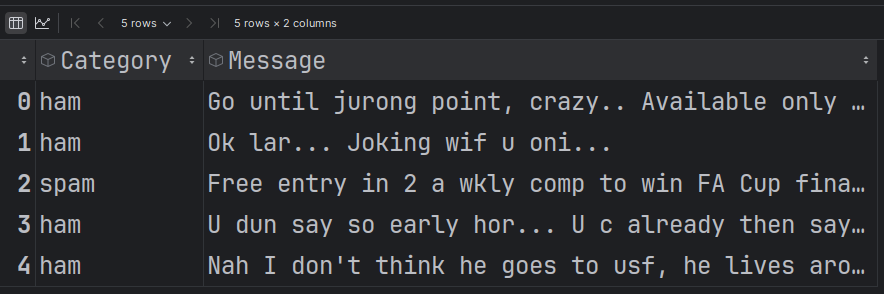 5 rows 5 rows × 2 columns
Category Message
0 ham Go until jurong point, crazy.. Available only …
1 ham Ok lar... Joking wif u oni...
2 spam Free entry in 2 a wkly comp to win FA Cup fina…
3 ham U dun say so early hor... U c already then say…
4 ham Nah I don't think he goes to usf, he lives aro…